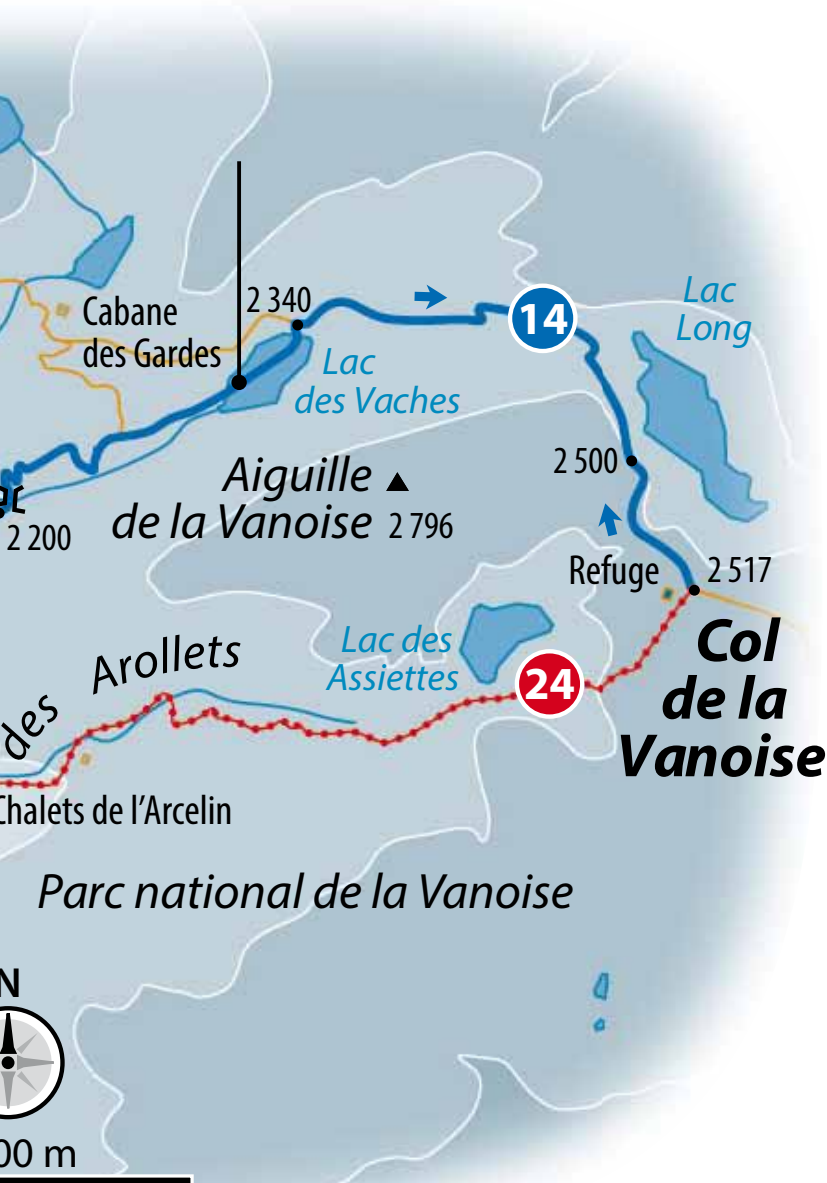 Cabane
des Gardes
2 340
14
Lac
Long
Lac
des Vaches
2 500
Aiguille
de la Vanoise 2 796
2 200
Refuge
2 517
Col
de la
Vanoise
Lac des
Assiettes
24
des Arollets
Chalets de l'Arcelin
Parc national de la Vanoise
N
00 m